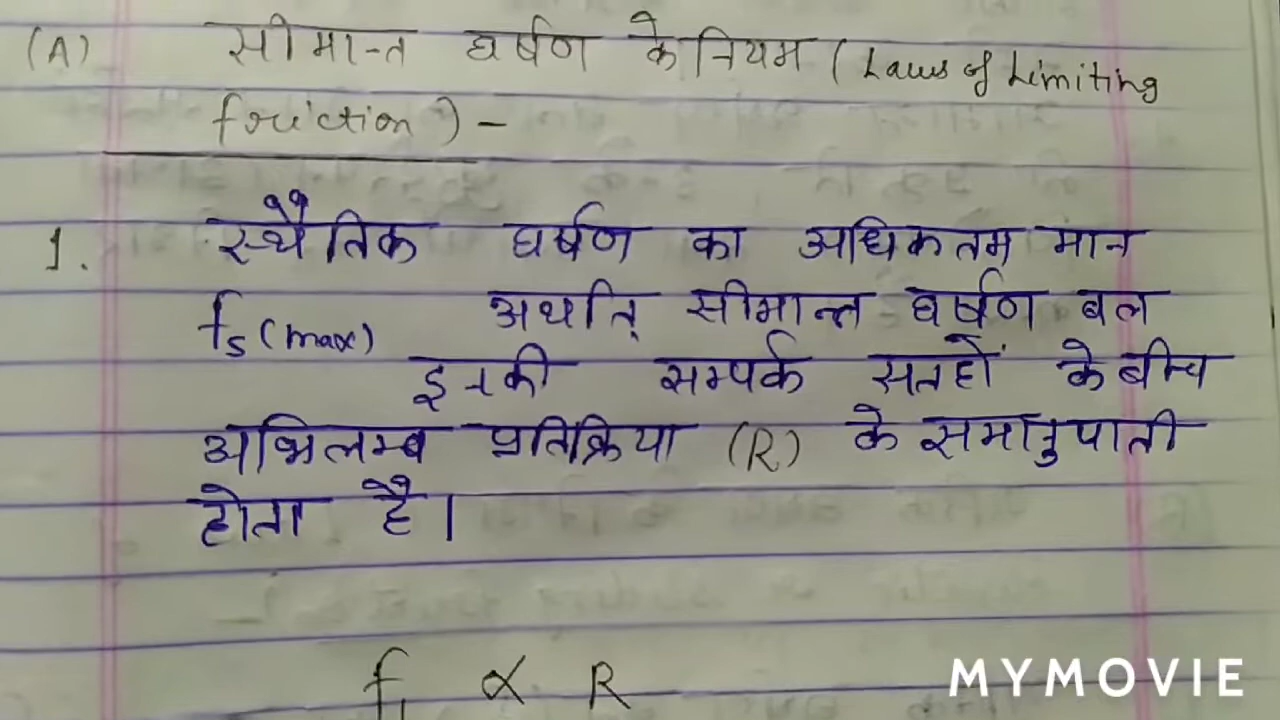 (A) सीमान्त घर्षण के नियम (Laws of Limiting
friction) -
1. स्थैतिक घर्षण का अधिकतम मान
fs (max) अर्थात् सीमान्त घर्षण बल
इनकी सम्पर्क सतहों के बीच
अभिलम्ब प्रतिक्रिया (R) के समानुपाती
होता है।
f ∝ R
MYMOVIE